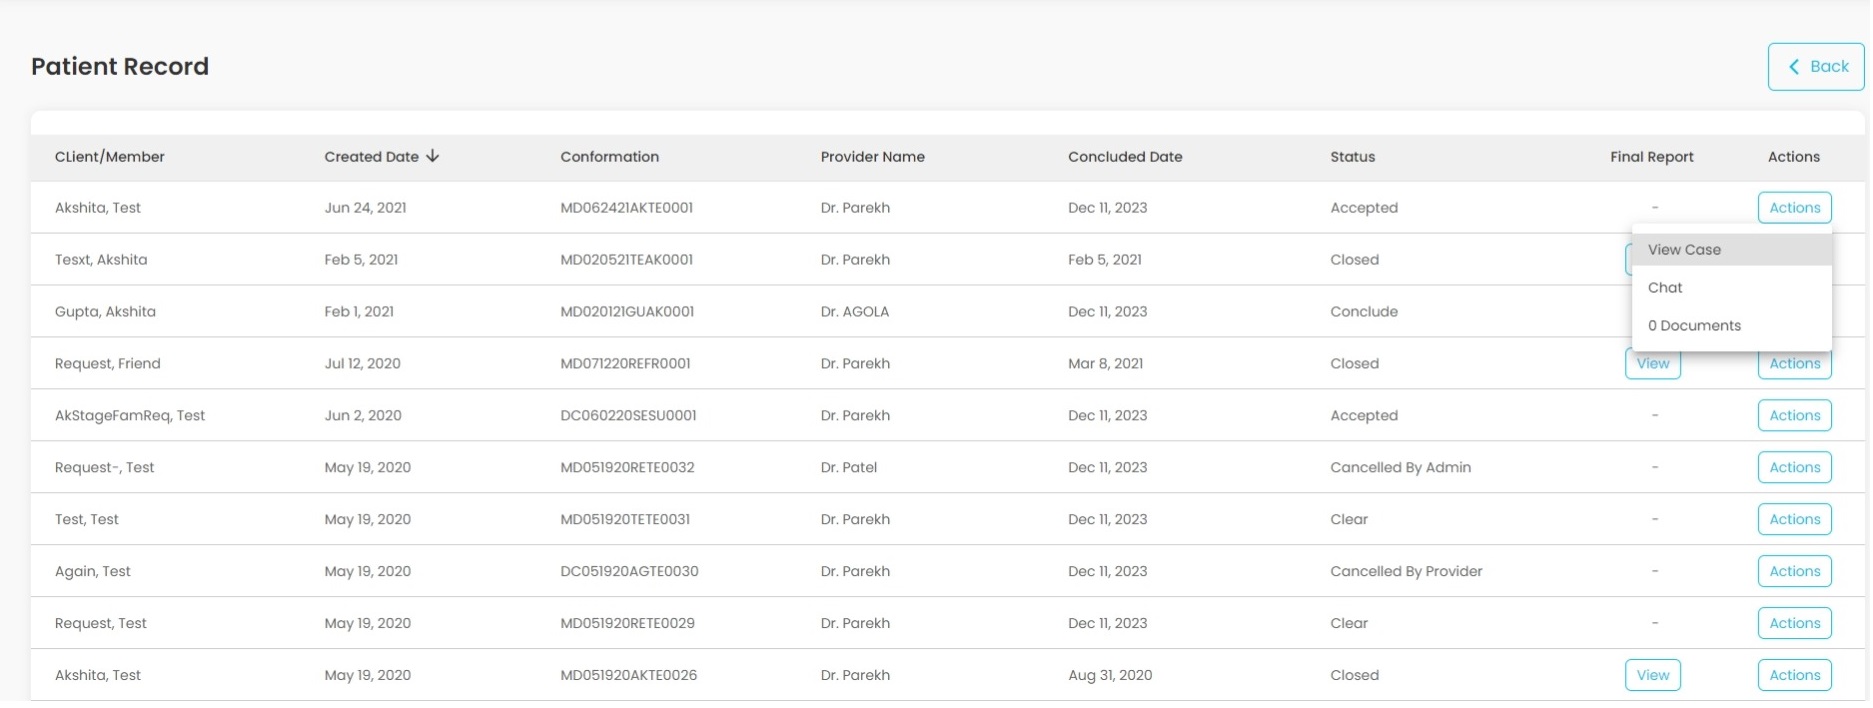 Patient Record
Back
CLient/Member Created Date Conformation Provider Name Concluded Date Status Final Report Actions
Akshita, Test Jun 24, 2021 MD062421AKTE0001 Dr. Parekh Dec 11, 2023 Accepted - Actions
View Case
Tesxt, Akshita Feb 5, 2021 MD020521TEAK0001 Dr. Parekh Feb 5, 2021 Closed
Chat
Gupta, Akshita Feb 1, 2021 MD020121GUAK0001 Dr. AGOLA Dec 11, 2023 Conclude
0 Documents
Request, Friend Jul 12, 2020 MD071220REFR0001 Dr. Parekh Mar 8, 2021 Closed View Actions
AkStageFamReq, Test Jun 2, 2020 DC060220SESU0001 Dr. Parekh Dec 11, 2023 Accepted - Actions
Request-, Test May 19, 2020 MD051920RETE0032 Dr. Patel Dec 11, 2023 Cancelled By Admin - Actions
Test, Test May 19, 2020 MD051920TETE0031 Dr. Parekh Dec 11, 2023 Clear - Actions
Again, Test May 19, 2020 DC051920AGTE0030 Dr. Parekh Dec 11, 2023 Cancelled By Provider - Actions
Request, Test May 19, 2020 MD051920RETE0029 Dr. Parekh Dec 11, 2023 Clear - Actions
Akshita, Test May 19, 2020 MD051920AKTE0026 Dr. Parekh Aug 31, 2020 Closed View Actions